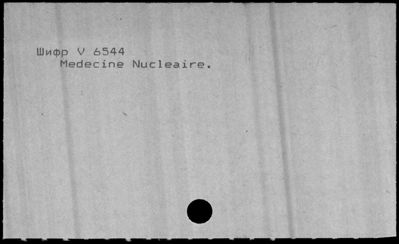 Шифр V 6544
Medecine Nucleaire.